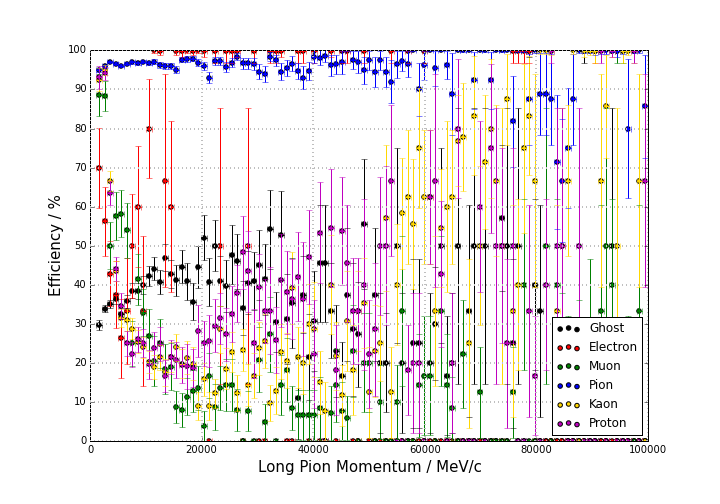 100
90
80
70
60
50
40
30
20
10
0
Efficiency / %
Ghost
Electron
Muon
Pion
Kaon
Proton
0 20000 40000 60000 80000 100000
Long Pion Momentum / MeV/c